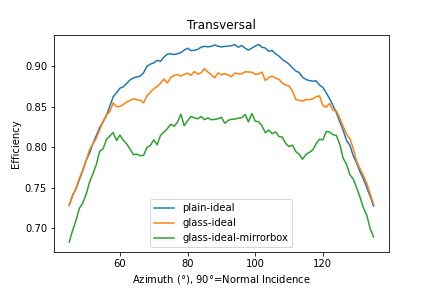 Transversal
0.90
0.85
0.80
0.75
0.70
Efficiency
plain-ideal
glass-ideal
glass-ideal-mirrorbox
60
80
100
120
Azimuth (°), 90°=Normal Incidence